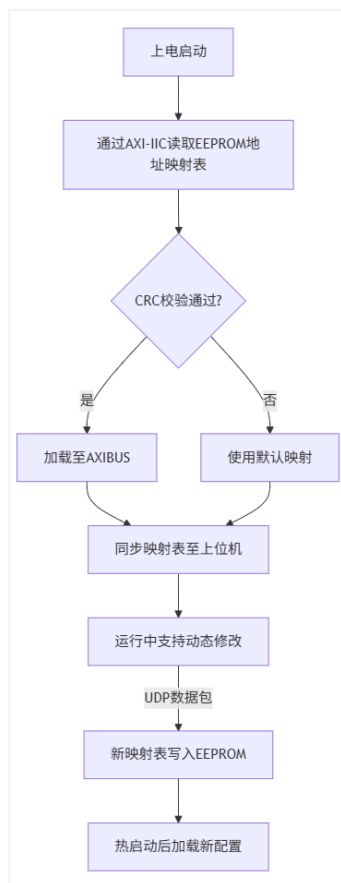 上电启动
通过AXI-IIC读取EEPROM地
址映射表
CRC校验通过?
是
否
加载至AXIBUS
使用默认映射
同步映射表至上位机
运行中支持动态修改
UDP数据包
新映射表写入EEPROM
热启动后加载新配置